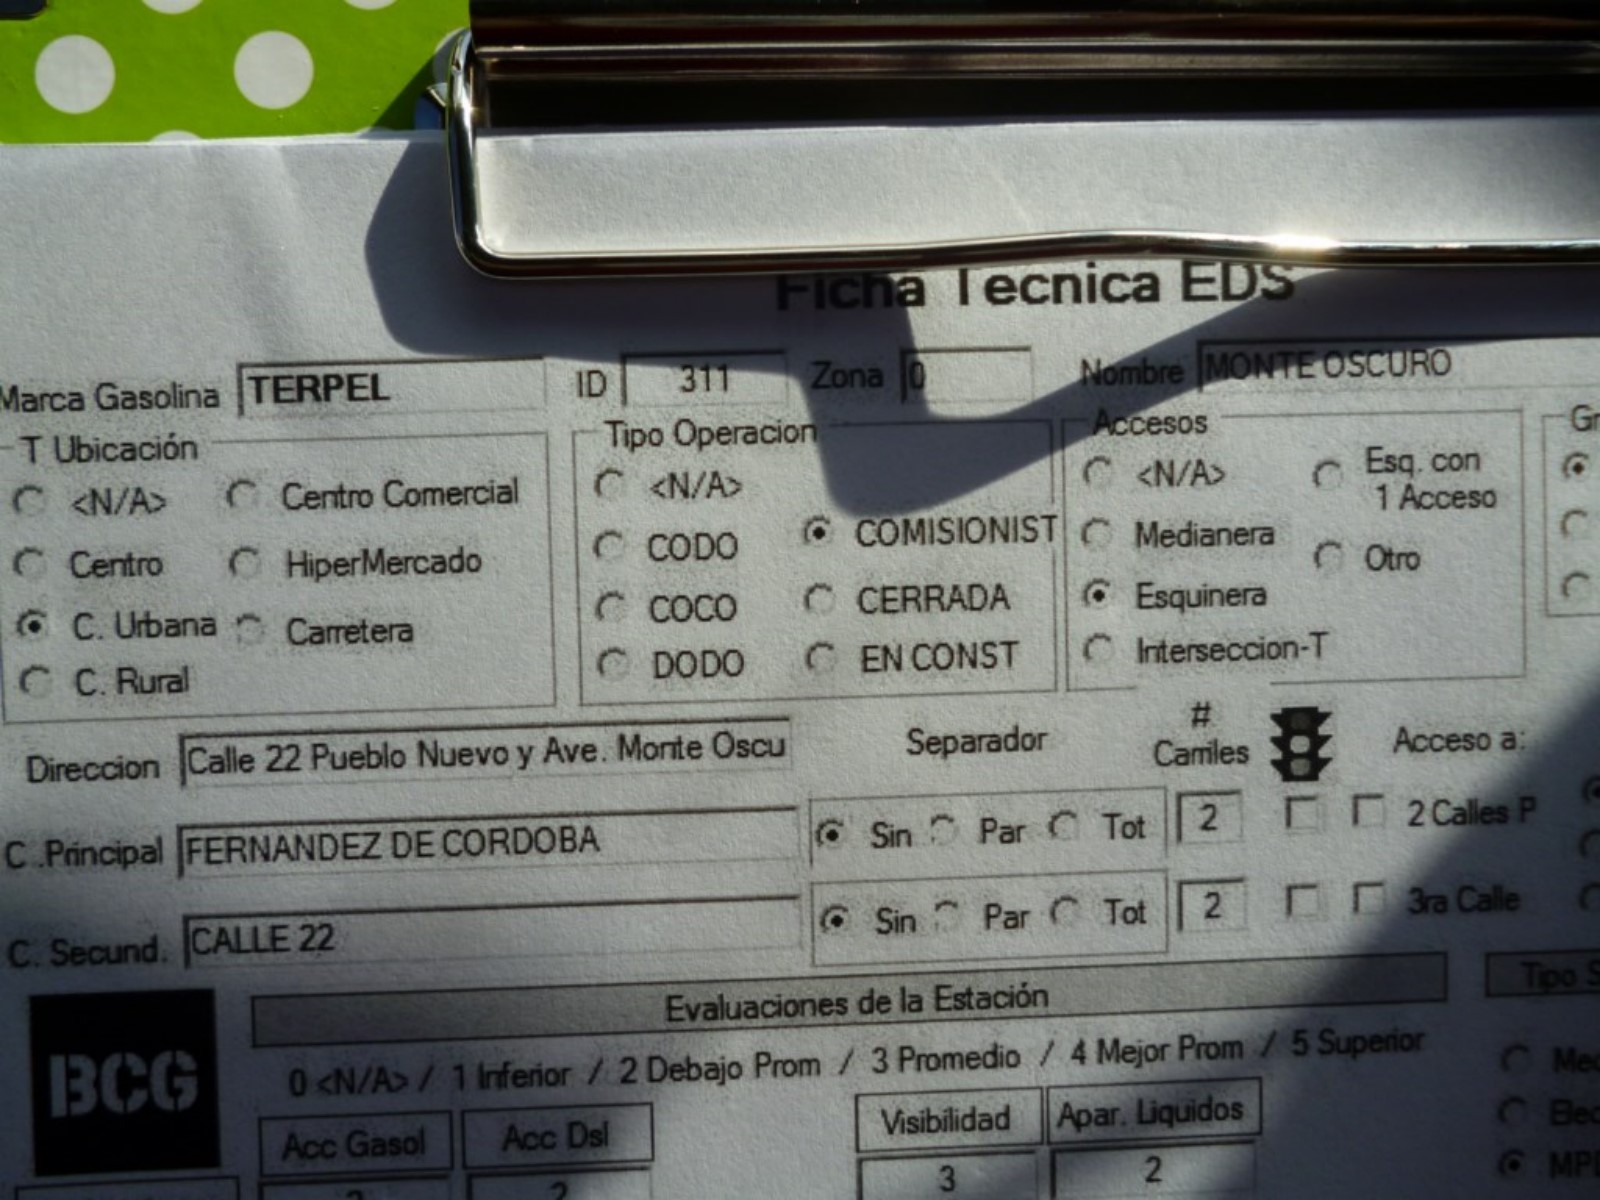 Ficha Tecnica EDS
Marca Gasolina TERPEL ID 311 Zona 0 Nombre MONTE OSCURO
T Ubicación Tipo Operacion Accesos
<N/A> Centro Comercial <N/A> <N/A> Esq. con
1 Acceso
Centro HiperMercado CODO COMISIONIST Medianera Otro
C. Urbana Carretera COCO CERRADA Esquinera
C. Rural DODO EN CONST Interseccion-T
Direccion Calle 22 Pueblo Nuevo y Ave. Monte Oscu Separador # Carriles Acceso a:
C .Principal FERNANDEZ DE CORDOBA Sin Par Tot 2 2 Calles P
C. Secund. CALLE 22 Sin Par Tot 2 3ra Calle
Evaluaciones de la Estación Tipo S
BCG 0 <N/A> / 1 Inferior / 2 Debajo Prom / 3 Promedio / 4 Mejor Prom / 5 Superior
Acc Gasol Acc Dsl Visibilidad Apar. Liquidos
3 2